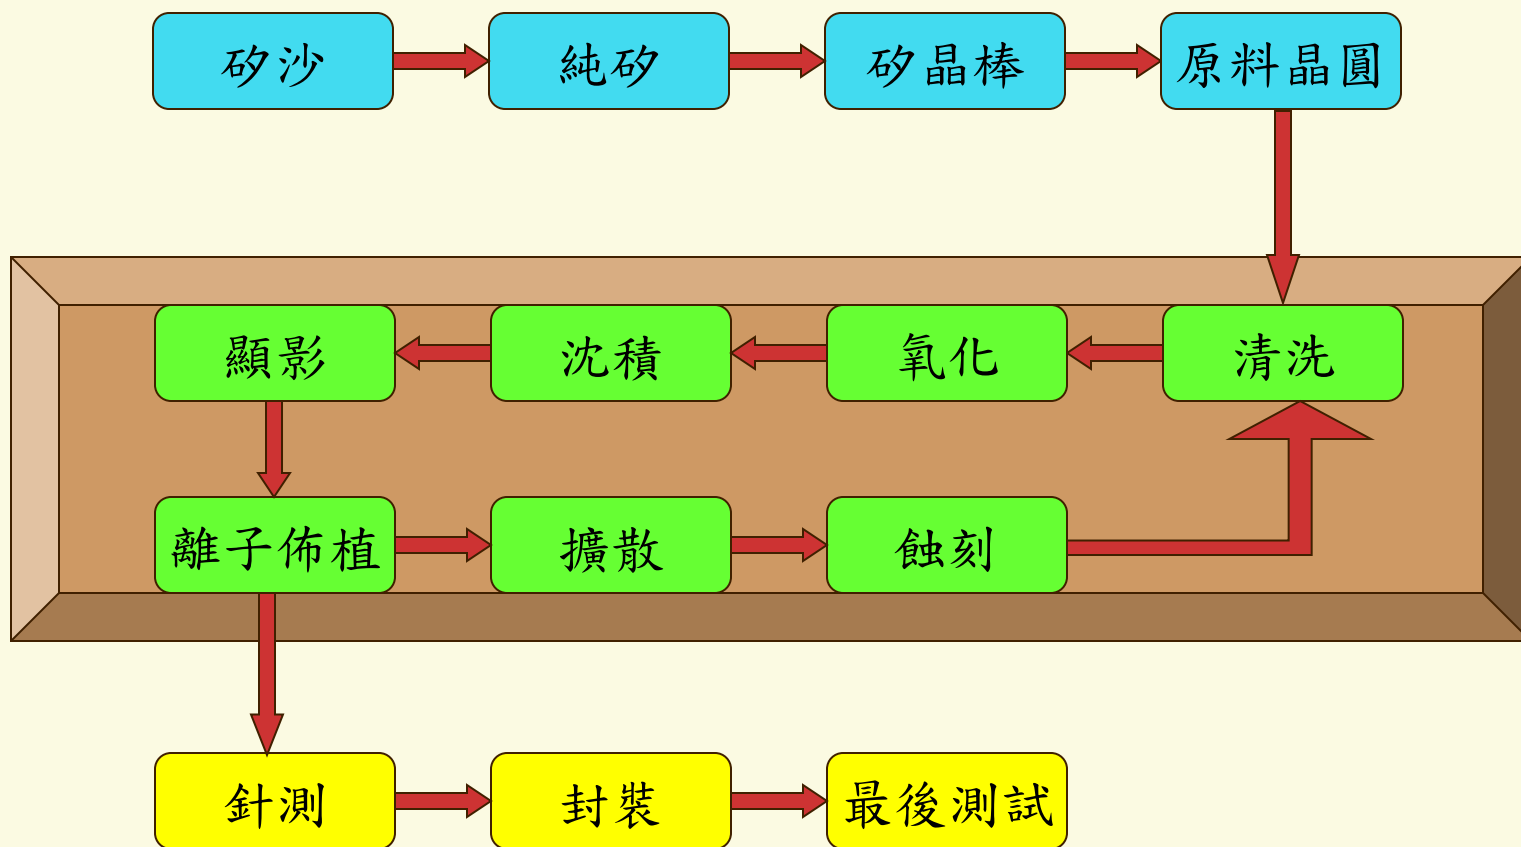 矽沙 純矽 矽晶棒 原料晶圓
顯影 沈積 氧化 清洗
離子佈植 擴散 蝕刻
針測 封裝 最後測試